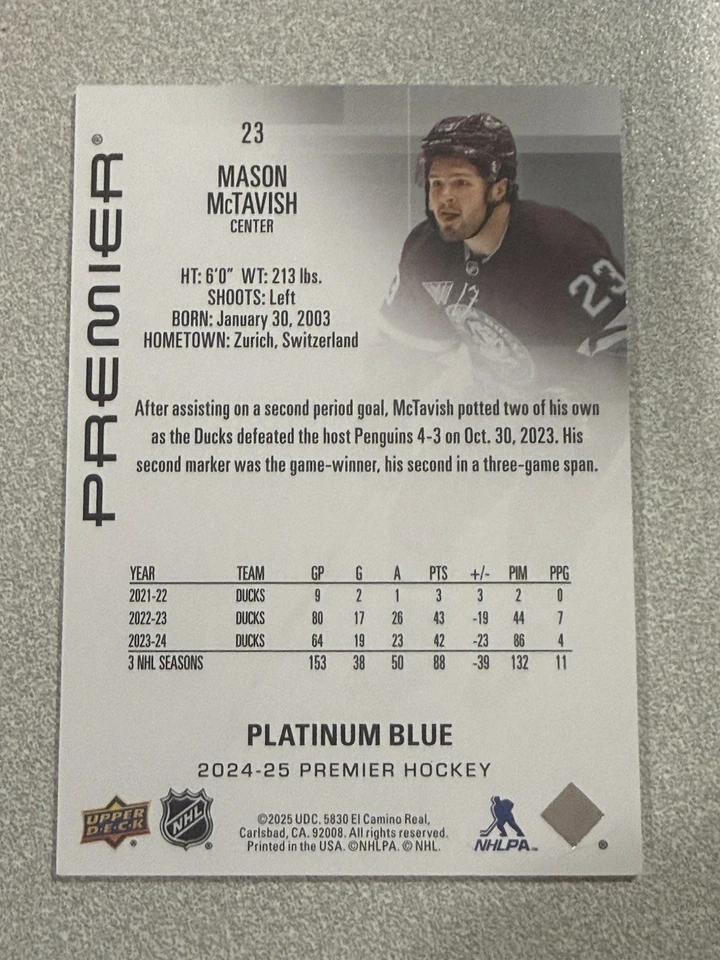 PREMIER®
23
MASON
McTAVISH
CENTER
HT: 6'0" WT: 213 lbs.
SHOOTS: Left
BORN: January 30, 2003
HOMETOWN: Zurich, Switzerland
23
After assisting on a second period goal, McTavish potted two of his own
as the Ducks defeated the host Penguins 4-3 on Oct. 30, 2023. His
second marker was the game-winner, his second in a three-game span.
YEAR TEAM GP G A PTS +/- PIM PPG
2021-22 DUCKS 9 2 1 3 3 2 0
2022-23 DUCKS 80 17 26 43 -19 44 7
2023-24 DUCKS 64 19 23 42 -23 86 4
3 NHL SEASONS 153 38 50 88 -39 132 11
PLATINUM BLUE
2024-25 PREMIER HOCKEY
UPPER
D·E·C·K ®
NHL ®
©2025 UDC. 5830 El Camino Real,
Carlsbad, CA. 92008. All rights reserved.
Printed in the USA. ©NHLPA. © NHL.
NHLPA™
®